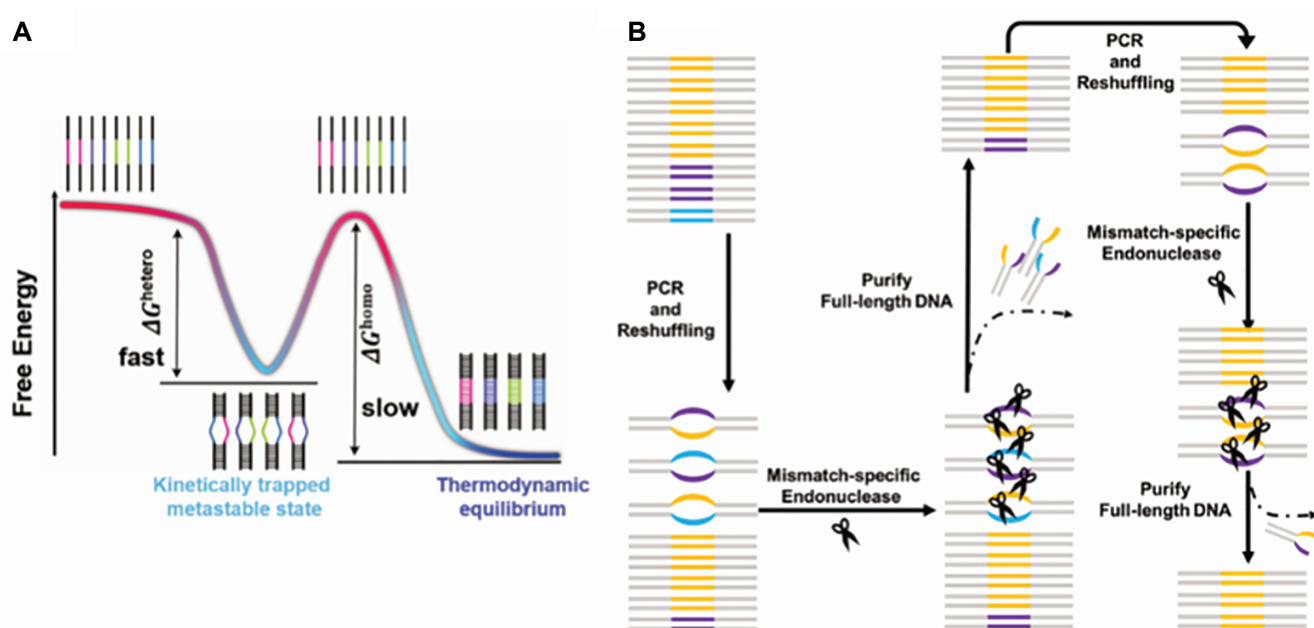 A
Free Energy
ΔG^hetero
fast
ΔG^homo
slow
Kinetically trapped
metastable state
Thermodynamic
equilibrium
B
PCR
and
Reshuffling
Mismatch-specific
Endonuclease
Purify
Full-length DNA
PCR
and
Reshuffling
Mismatch-specific
Endonuclease
Purify
Full-length DNA